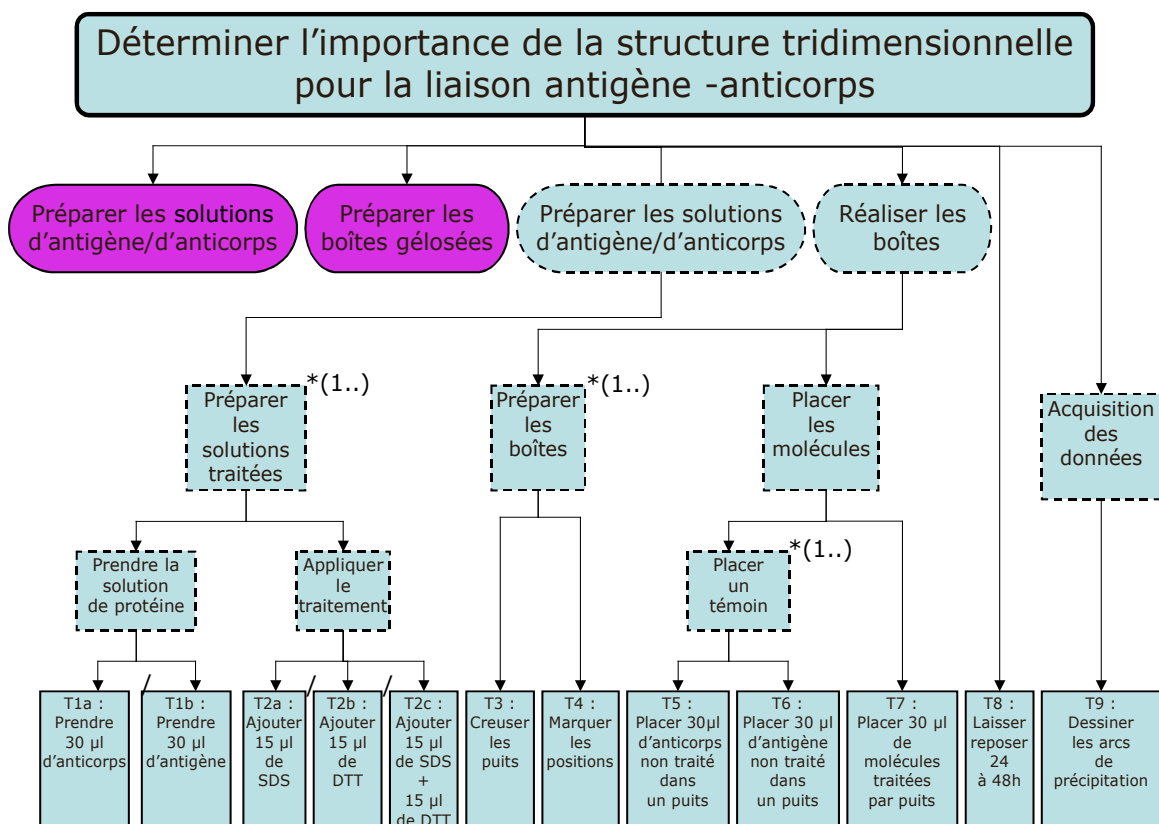 Déterminer l'importance de la structure tridimensionnelle
pour la liaison antigène -anticorps
Préparer les solutions
d'antigène/d'anticorps
Préparer les
boîtes gélosées
Préparer les solutions
d'antigène/d'anticorps
Réaliser les
boîtes
Préparer
les
solutions
traitées
*(1..)
Préparer
les
boîtes
*(1..)
Placer
les
molécules
Acquisition
des
données
Prendre la
solution
de protéine
Appliquer
le
traitement
Placer
un
témoin
*(1..)
T1a :
Prendre
30 µl
d'anticorps
/
T1b :
Prendre
30 µl
d'antigène
T2a :
Ajouter
15 µl
de
SDS
/
T2b :
Ajouter
15 µl
de
DTT
/
T2c :
Ajouter
15 µl
de SDS
+
15 µl
de DTT
T3 :
Creuser
les
puits
T4 :
Marquer
les
positions
T5 :
Placer 30µl
d'anticorps
non traité
dans
un puits
T6 :
Placer 30 µl
d'antigène
non traité
dans
un puits
T7 :
Placer 30 µl
de
molécules
traitées
par puits
T8 :
Laisser
reposer
24
à 48h
T9 :
Dessiner
les arcs
de
précipitation